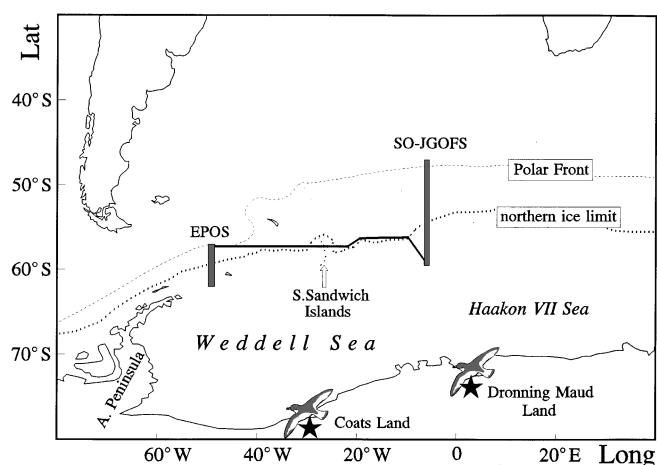 Lat
40°S
50°S
60°S
70°S
SO-JGOFS
Polar Front
northern ice limit
EPOS
S.Sandwich
Islands
Haakon VII Sea
Weddell Sea
A. Peninsula
Coats Land
Dronning Maud
Land
60°W
40°W
20°W
0
20°E
Long